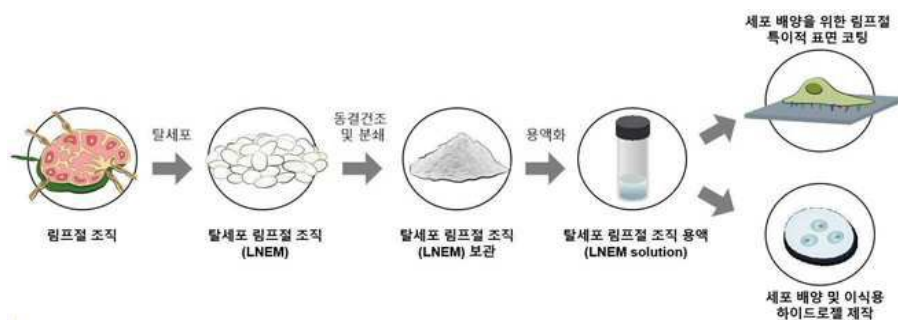 세포 배양을 위한 림프절
특이적 표면 코팅
탈세포
동결건조
및 분쇄
용액화
림프절 조직
탈세포 림프절 조직
(LNEM)
탈세포 림프절 조직
(LNEM) 보관
탈세포 림프절 조직 용액
(LNEM solution)
세포 배양 및 이식용
하이드로젤 제작